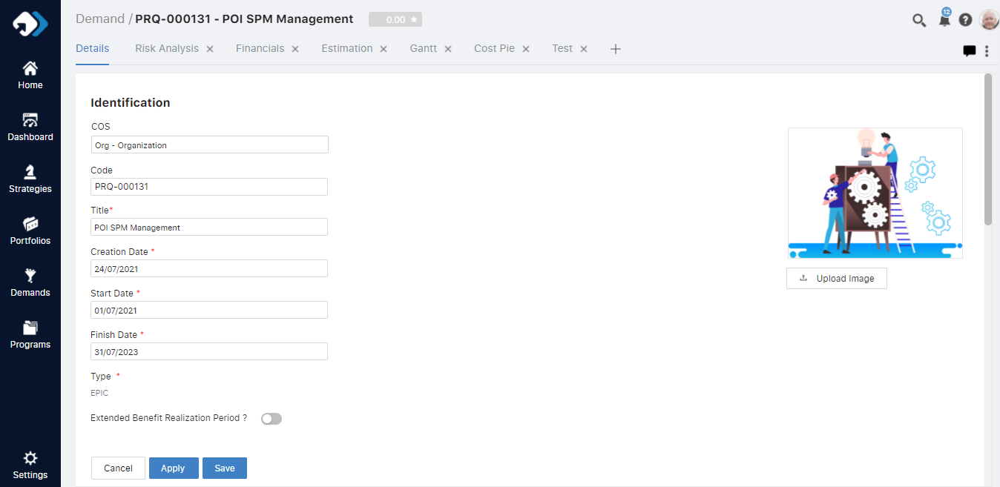 Demand / PRQ-000131 - POI SPM Management 0.00
12
Details Risk Analysis Financials Estimation Gantt Cost Pie Test
Home
Dashboard
Strategies
Portfolios
Demands
Programs
Settings
Identification
COS
Org - Organization
Code
PRQ-000131
Title*
POI SPM Management
Creation Date *
24/07/2021
Start Date *
01/07/2021
Finish Date *
31/07/2023
Type *
EPIC
Extended Benefit Realization Period ?
Upload Image
Cancel Apply Save